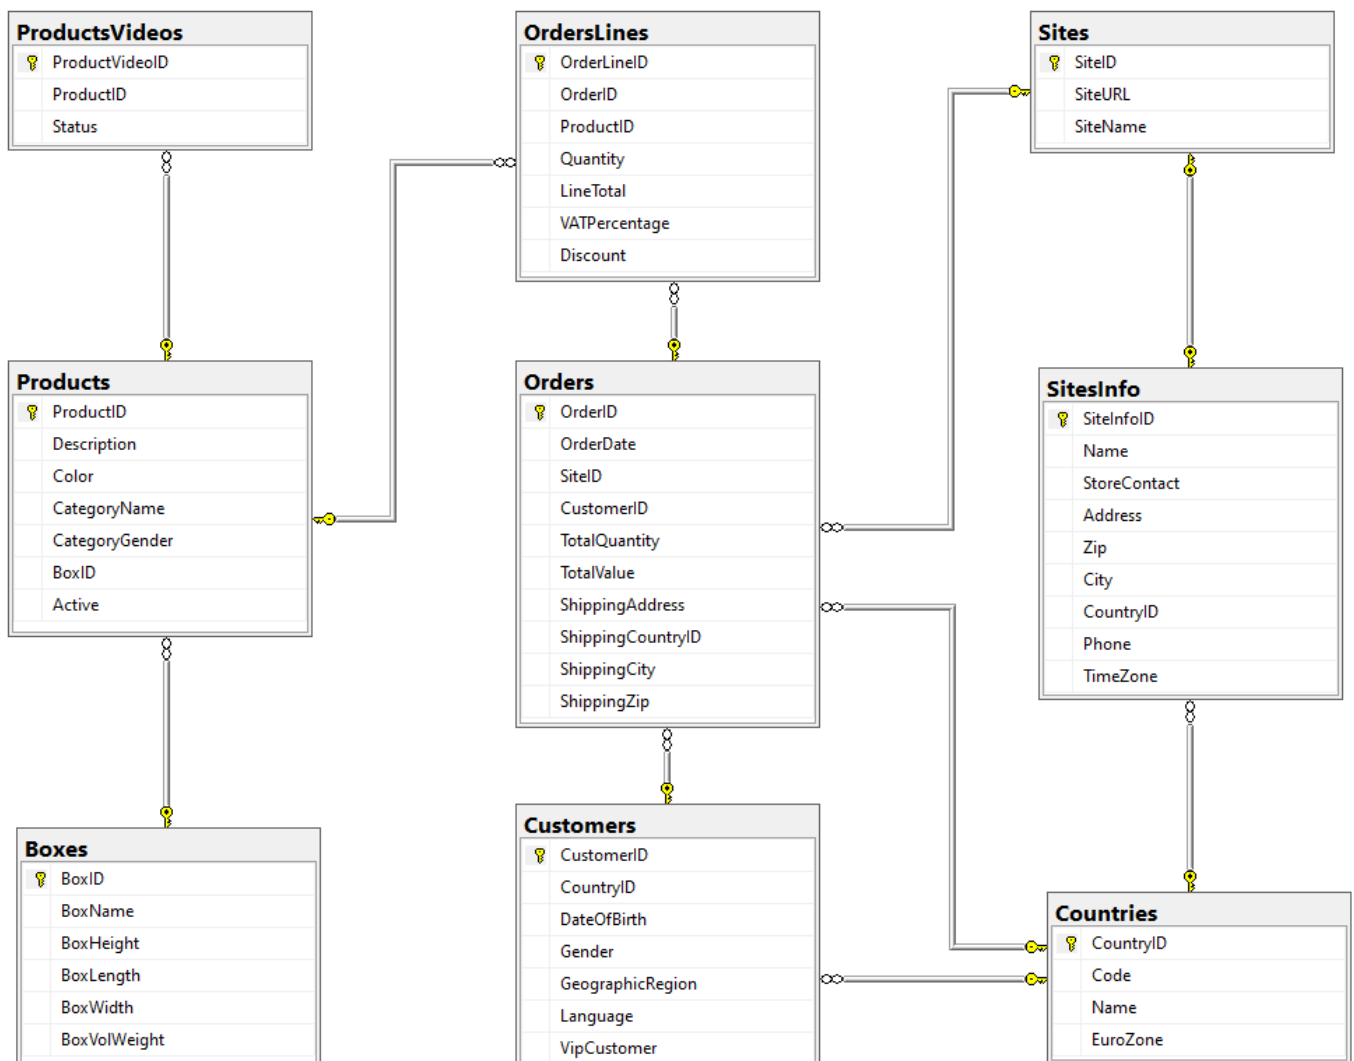 ProductsVideos
ProductVideoID
ProductID
Status
OrdersLines
OrderLineID
OrderID
ProductID
Quantity
LineTotal
VATPercentage
Discount
Sites
SiteID
SiteURL
SiteName
Products
ProductID
Description
Color
CategoryName
CategoryGender
BoxID
Active
Orders
OrderID
OrderDate
SiteID
CustomerID
TotalQuantity
TotalValue
ShippingAddress
ShippingCountryID
ShippingCity
ShippingZip
SitesInfo
SiteInfoID
Name
StoreContact
Address
Zip
City
CountryID
Phone
TimeZone
Boxes
BoxID
BoxName
BoxHeight
BoxLength
BoxWidth
BoxVolWeight
Customers
CustomerID
CountryID
DateOfBirth
Gender
GeographicRegion
Language
VipCustomer
Countries
CountryID
Code
Name
EuroZone